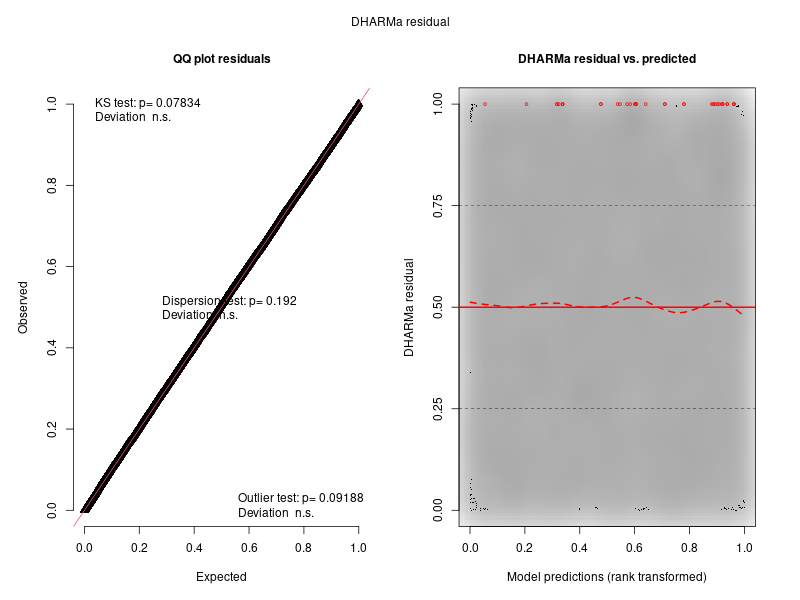 DHARMa residual
QQ plot residuals
KS test: p= 0.07834
Deviation n.s.
Dispersion test: p= 0.192
Deviation n.s.
Outlier test: p= 0.09188
Deviation n.s.
Observed
0.0
0.2
0.4
0.6
0.8
1.0
0.0
0.2
0.4
0.6
0.8
1.0
Expected
DHARMa residual vs. predicted
DHARMa residual
0.00
0.25
0.50
0.75
1.00
0.0
0.2
0.4
0.6
0.8
1.0
Model predictions (rank transformed)